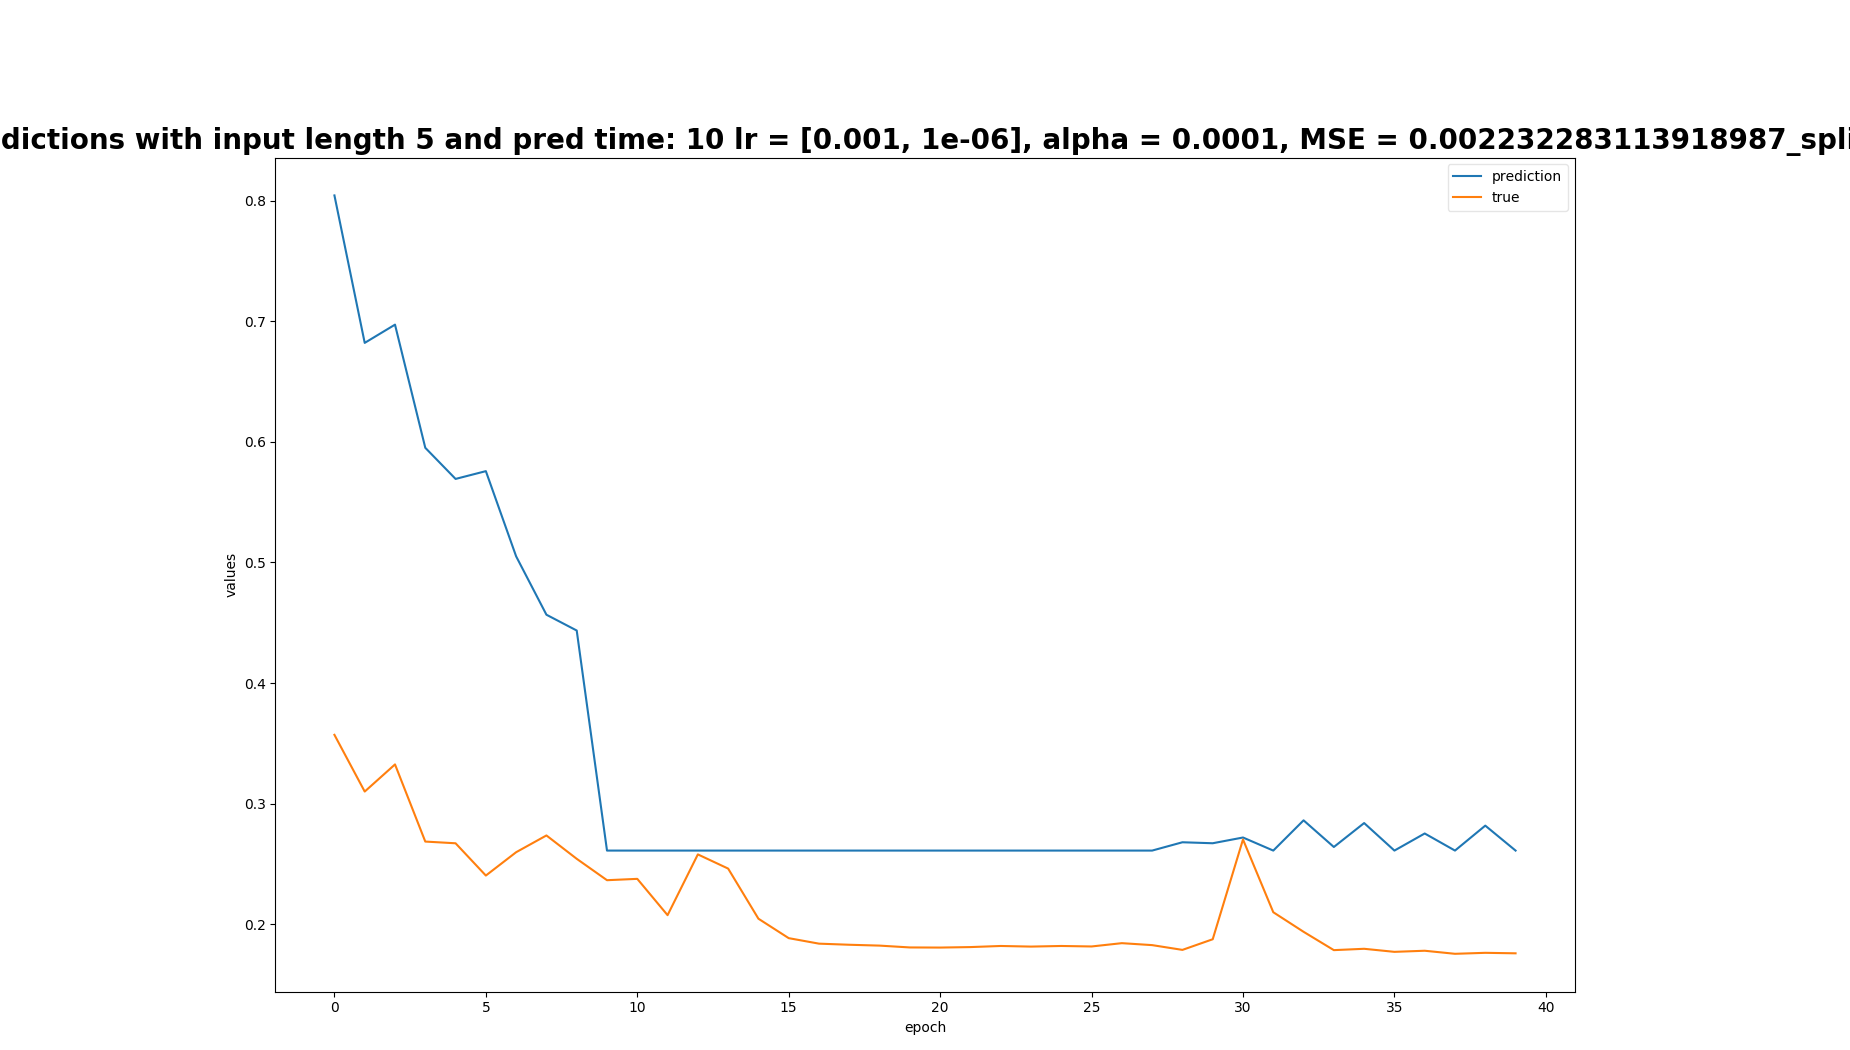 dictions with input length 5 and pred time: 10 lr = [0.001, 1e-06], alpha = 0.0001, MSE = 0.002232283113918987_spli
prediction
true
0.8
0.7
0.6
0.5
0.4
0.3
0.2
values
0 5 10 15 20 25 30 35 40
epoch